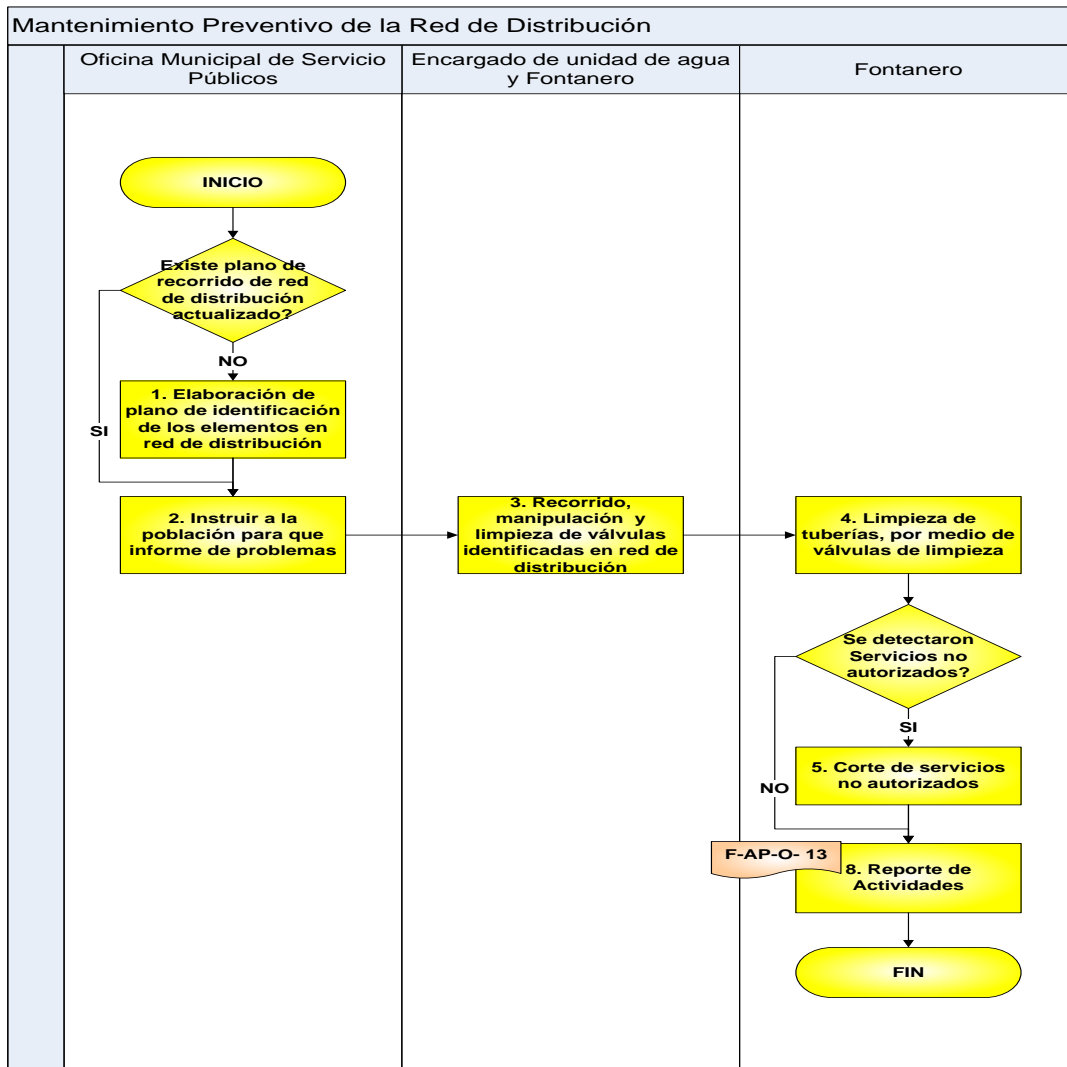 Mantenimiento Preventivo de la Red de Distribución
Oficina Municipal de Servicio
Públicos
Encargado de unidad de agua
y Fontanero
Fontanero
INICIO
Existe plano de
recorrido de red
de distribución
actualizado?
NO
SI
1. Elaboración de
plano de identificación
de los elementos en
red de distribución
2. Instruir a la
población para que
informe de problemas
3. Recorrido,
manipulación y
limpieza de válvulas
identificadas en red de
distribución
4. Limpieza de
tuberías, por medio de
válvulas de limpieza
Se detectaron
Servicios no
autorizados?
SI
NO
5. Corte de servicios
no autorizados
F-AP-O- 13
8. Reporte de
Actividades
FIN